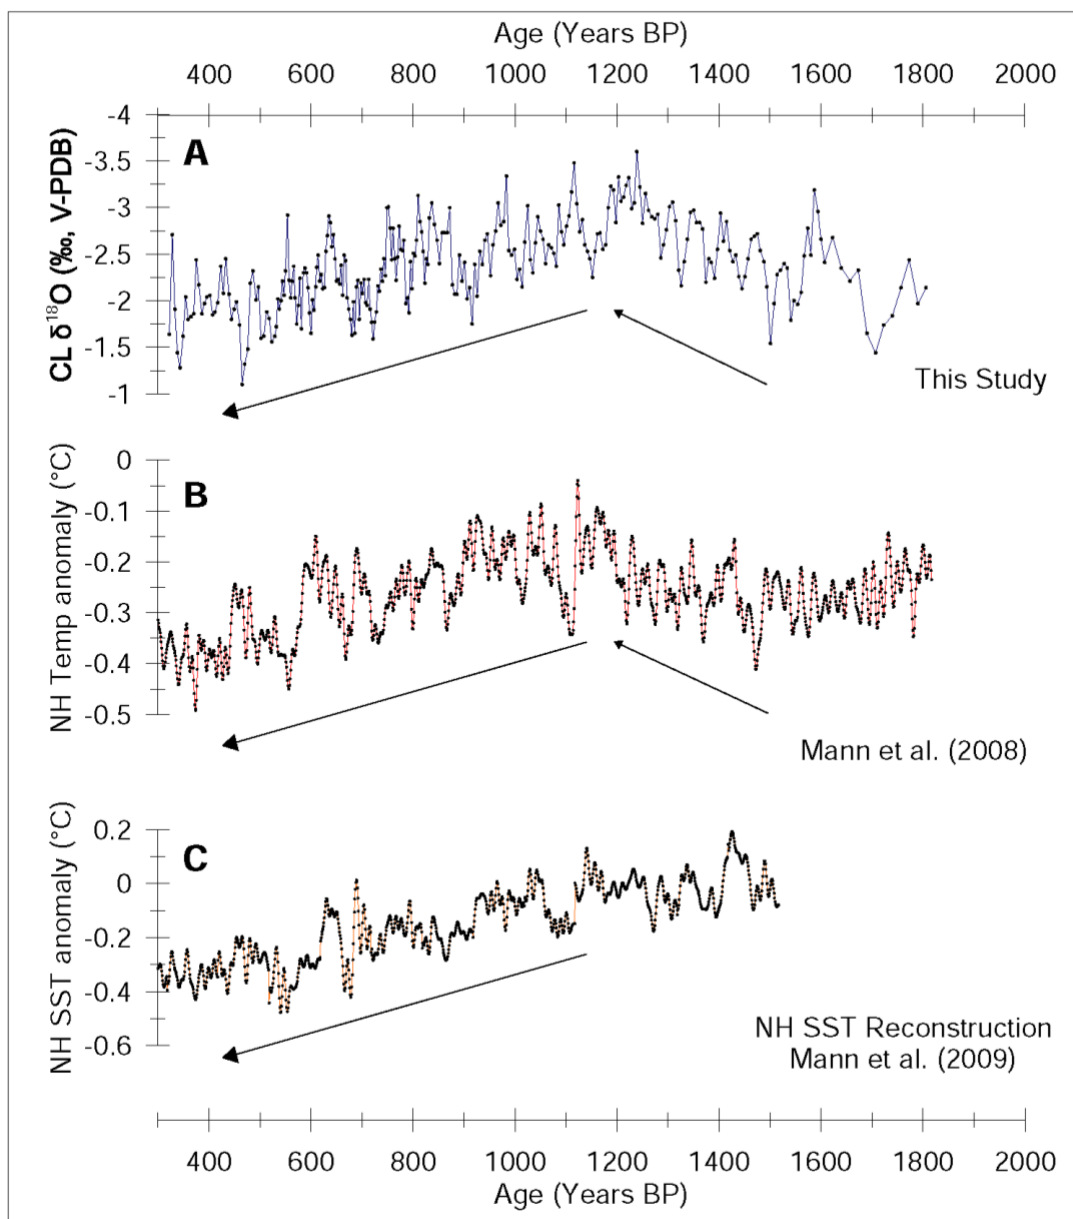 Age (Years BP)
400 600 800 1000 1200 1400 1600 1800 2000
A
CL δ18O (‰, V-PDB)
-4
-3.5
-3
-2.5
-2
-1.5
-1
This Study
B
NH Temp anomaly (°C)
0
-0.1
-0.2
-0.3
-0.4
-0.5
Mann et al. (2008)
C
NH SST anomaly (°C)
0.2
0
-0.2
-0.4
-0.6
NH SST Reconstruction
Mann et al. (2009)
400 600 800 1000 1200 1400 1600 1800 2000
Age (Years BP)